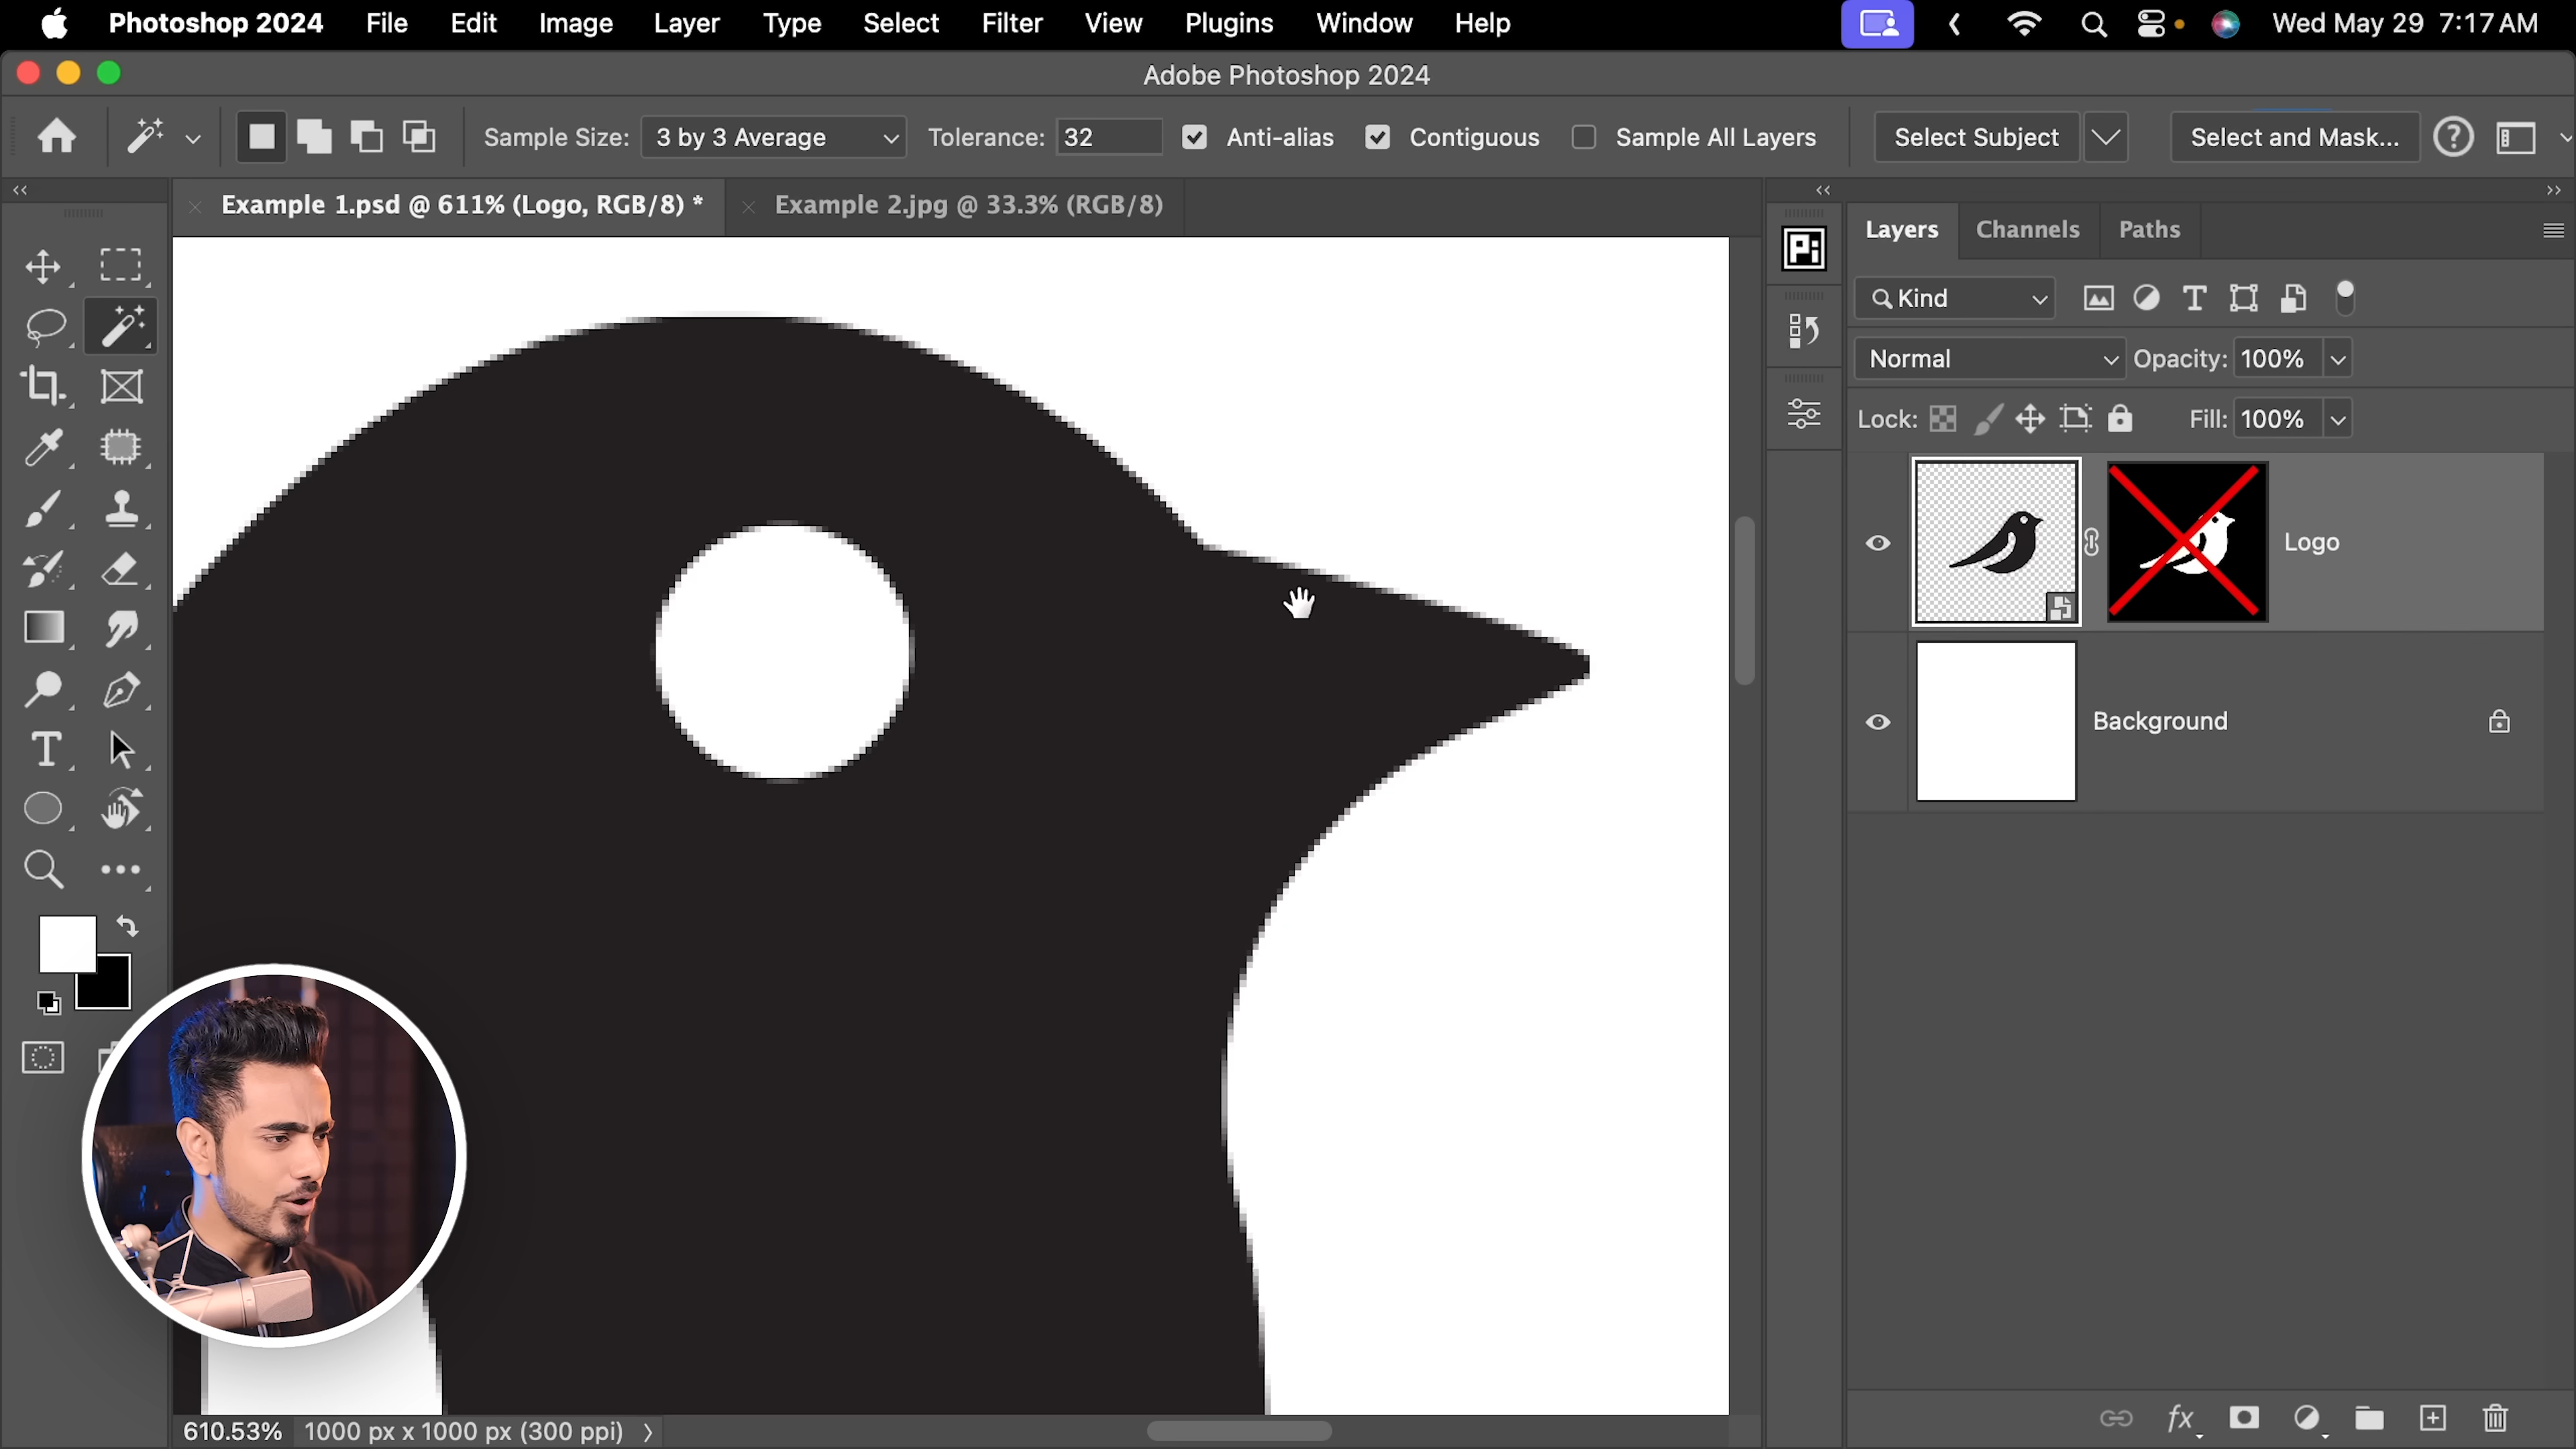 Photoshop 2024 File Edit Image Layer Type Select Filter View Plugins Window Help Wed May 29 7:17 AM
Adobe Photoshop 2024
Sample Size: 3 by 3 Average Tolerance: 32 Anti-alias Contiguous Sample All Layers Select Subject Select and Mask...
Example 1.psd @ 611% (Logo, RGB/8) * Example 2.jpg @ 33.3% (RGB/8)
Pi
Layers Channels Paths
Kind
Normal Opacity: 100%
Lock: Fill: 100%
Logo
Background
610.53% 1000 px x 1000 px (300 ppi)
fx